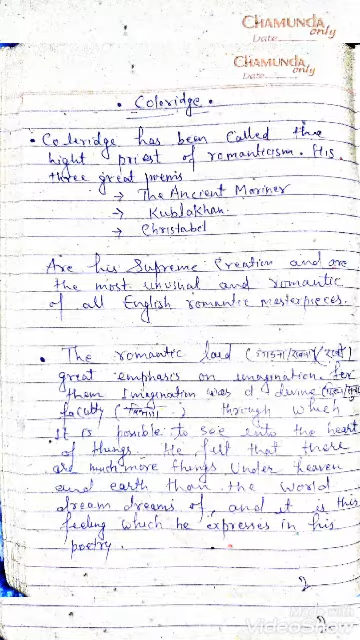 CHAMUNDA
only
Date
CHAMUNDA
only
Date
• Coleridge •
• Coleridge has been called the
hight priest of romanticism. His
three great poems
→ The Ancient Mariner
→ Kublakhan.
→ Christabel
Are his Supreme Creation and are
the most unusual and romantic
of all English romantic masterpieces.
• The romantic laid
great emphasis on imagination. For
them Imagination was a divine
faculty ( ) through which
it is possible to see into the heart
of things. He felt that there
are much more things under heaven
and earth than the world
dream dreams of, and it is this
feeling which he expresses in his
poetry.
2
Made with
VideoShow